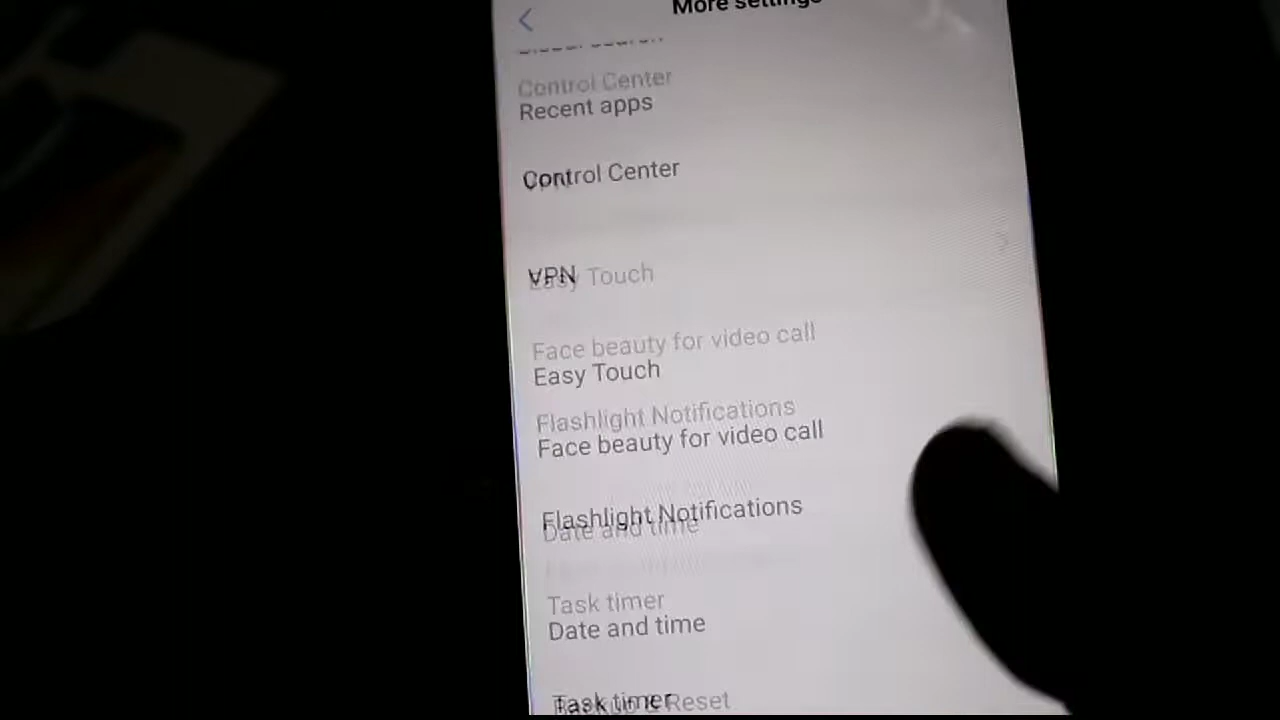 More settings
Control Center
Recent apps
Control Center
VPN
Easy Touch
Face beauty for video call
Easy Touch
Flashlight Notifications
Face beauty for video call
Flashlight Notifications
Date and time
Task timer
Date and time
Task timer
Backup & Reset